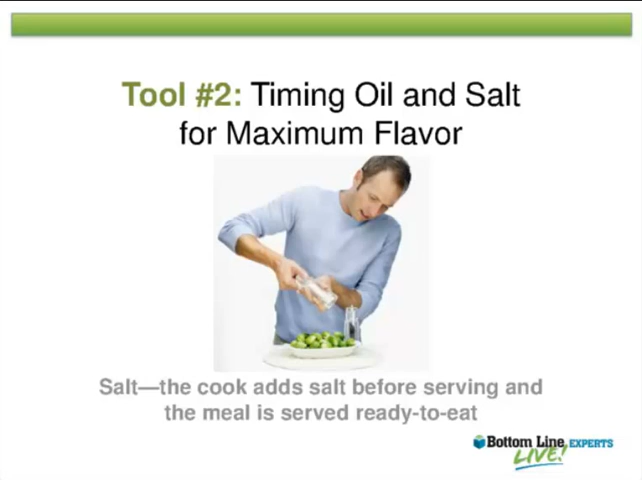 Tool #2: Timing Oil and Salt
for Maximum Flavor
Salt—the cook adds salt before serving and
the meal is served ready-to-eat
Bottom Line EXPERTS
LIVE!